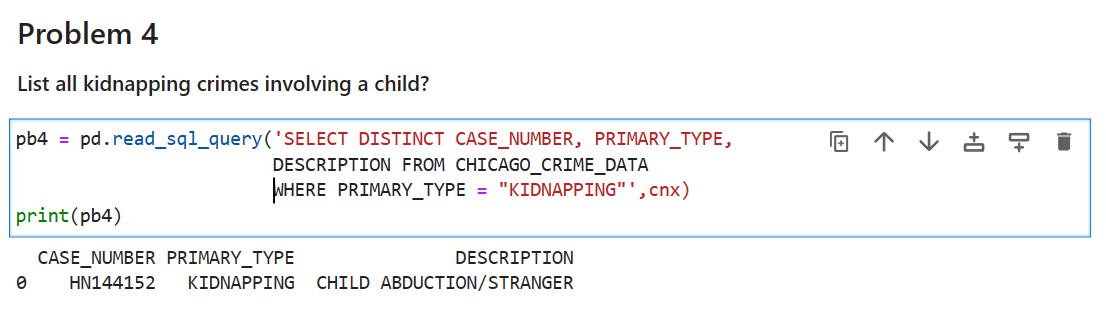 Problem 4
List all kidnapping crimes involving a child?
pb4 = pd.read_sql_query('SELECT DISTINCT CASE_NUMBER, PRIMARY_TYPE,
DESCRIPTION FROM CHICAGO_CRIME_DATA
WHERE PRIMARY_TYPE = "KIDNAPPING"',cnx)
print(pb4)
CASE_NUMBER PRIMARY_TYPE DESCRIPTION
0 HN144152 KIDNAPPING CHILD ABDUCTION/STRANGER